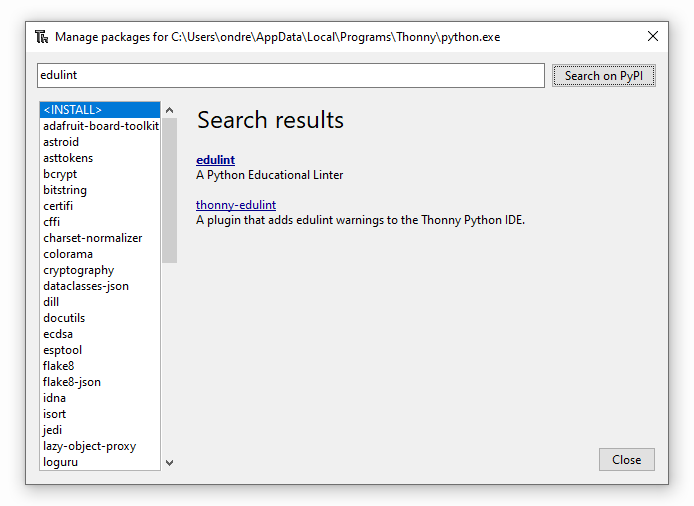 Manage packages for C:\Users\ondre\AppData\Local\Programs\Thonny\python.exe
edulint
Search on PyPI
<INSTALL>
adafruit-board-toolkit
astroid
asttokens
bcrypt
bitstring
certifi
cffi
charset-normalizer
colorama
cryptography
dataclasses-json
dill
docutils
ecdsa
esptool
flake8
flake8-json
idna
isort
jedi
lazy-object-proxy
loguru
Search results
edulint
A Python Educational Linter
thonny-edulint
A plugin that adds edulint warnings to the Thonny Python IDE.
Close